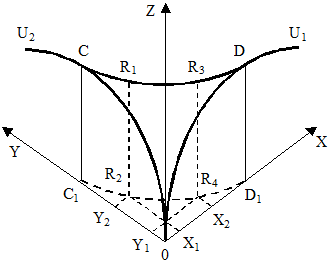 Z
U2 C D U1
R1 R3
Y X
C1 R2 R4 D1
Y2 X2
Y1 X1
0